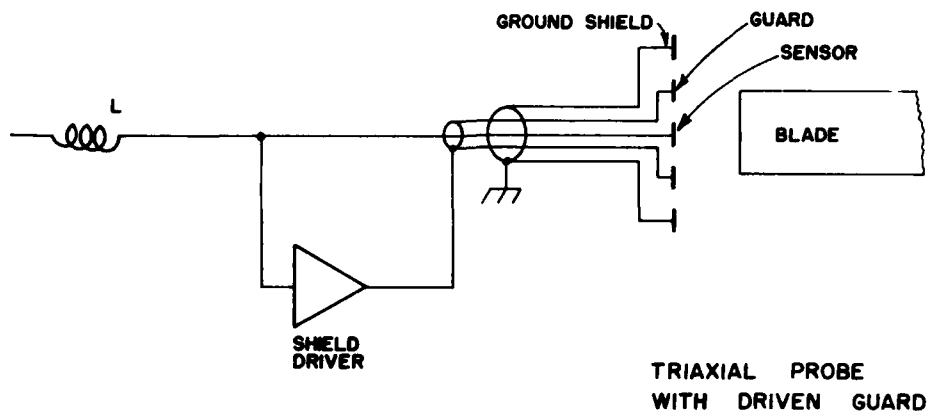 GROUND SHIELD
GUARD
SENSOR
L
BLADE
SHIELD
DRIVER
TRIAXIAL PROBE
WITH DRIVEN GUARD